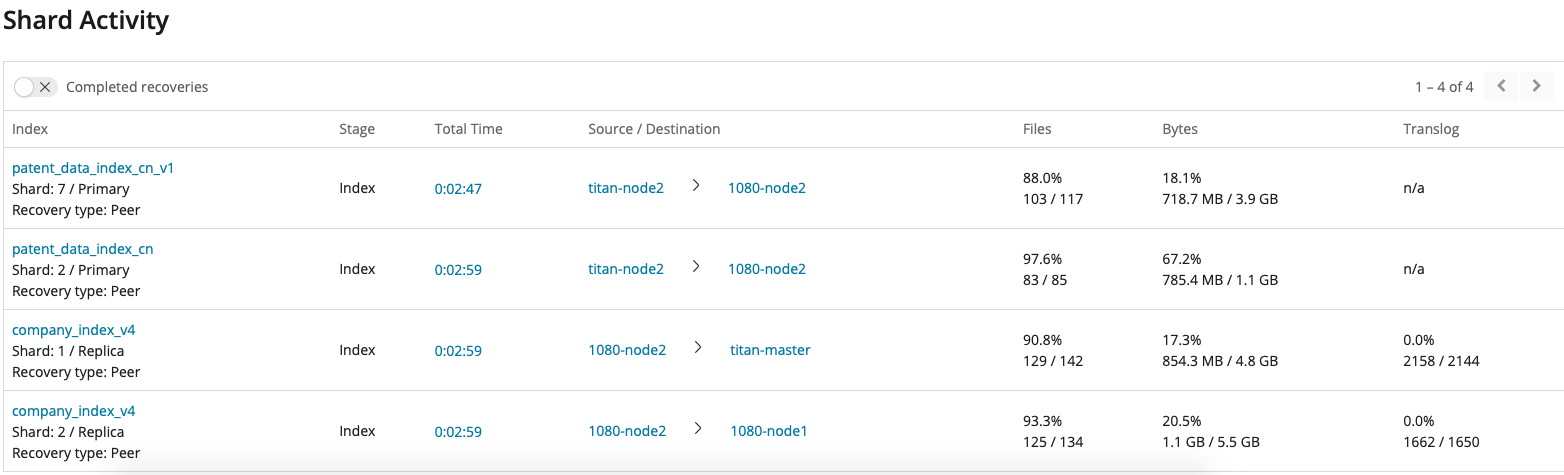 Shard Activity
Completed recoveries
1 – 4 of 4
Index Stage Total Time Source / Destination Files Bytes Translog
patent_data_index_cn_v1
Shard: 7 / Primary
Recovery type: Peer
Index
0:02:47
titan-node2 1080-node2
88.0%
103 / 117
18.1%
718.7 MB / 3.9 GB
n/a
patent_data_index_cn
Shard: 2 / Primary
Recovery type: Peer
Index
0:02:59
titan-node2 1080-node2
97.6%
83 / 85
67.2%
785.4 MB / 1.1 GB
n/a
company_index_v4
Shard: 1 / Replica
Recovery type: Peer
Index
0:02:59
1080-node2 titan-master
90.8%
129 / 142
17.3%
854.3 MB / 4.8 GB
0.0%
2158 / 2144
company_index_v4
Shard: 2 / Replica
Recovery type: Peer
Index
0:02:59
1080-node2 1080-node1
93.3%
125 / 134
20.5%
1.1 GB / 5.5 GB
0.0%
1662 / 1650